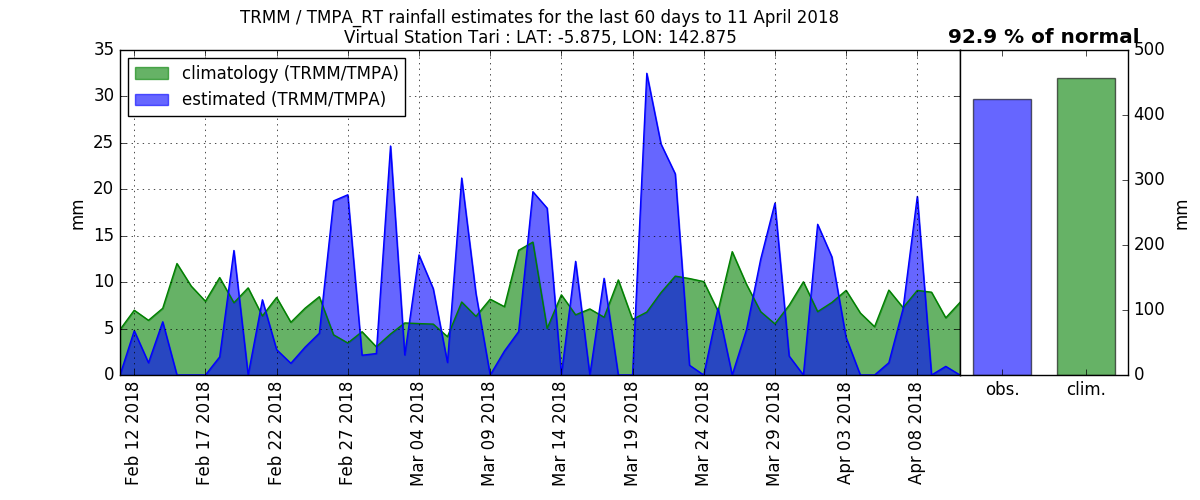 TRMM / TMPA_RT rainfall estimates for the last 60 days to 11 April 2018
Virtual Station Tari : LAT: -5.875, LON: 142.875
92.9 % of normal
climatology (TRMM/TMPA)
estimated (TRMM/TMPA)
35
30
25
20
15
10
5
0
mm
500
400
300
200
100
0
mm
Feb 12 2018
Feb 17 2018
Feb 22 2018
Feb 27 2018
Mar 04 2018
Mar 09 2018
Mar 14 2018
Mar 19 2018
Mar 24 2018
Mar 29 2018
Apr 03 2018
Apr 08 2018
obs.
clim.